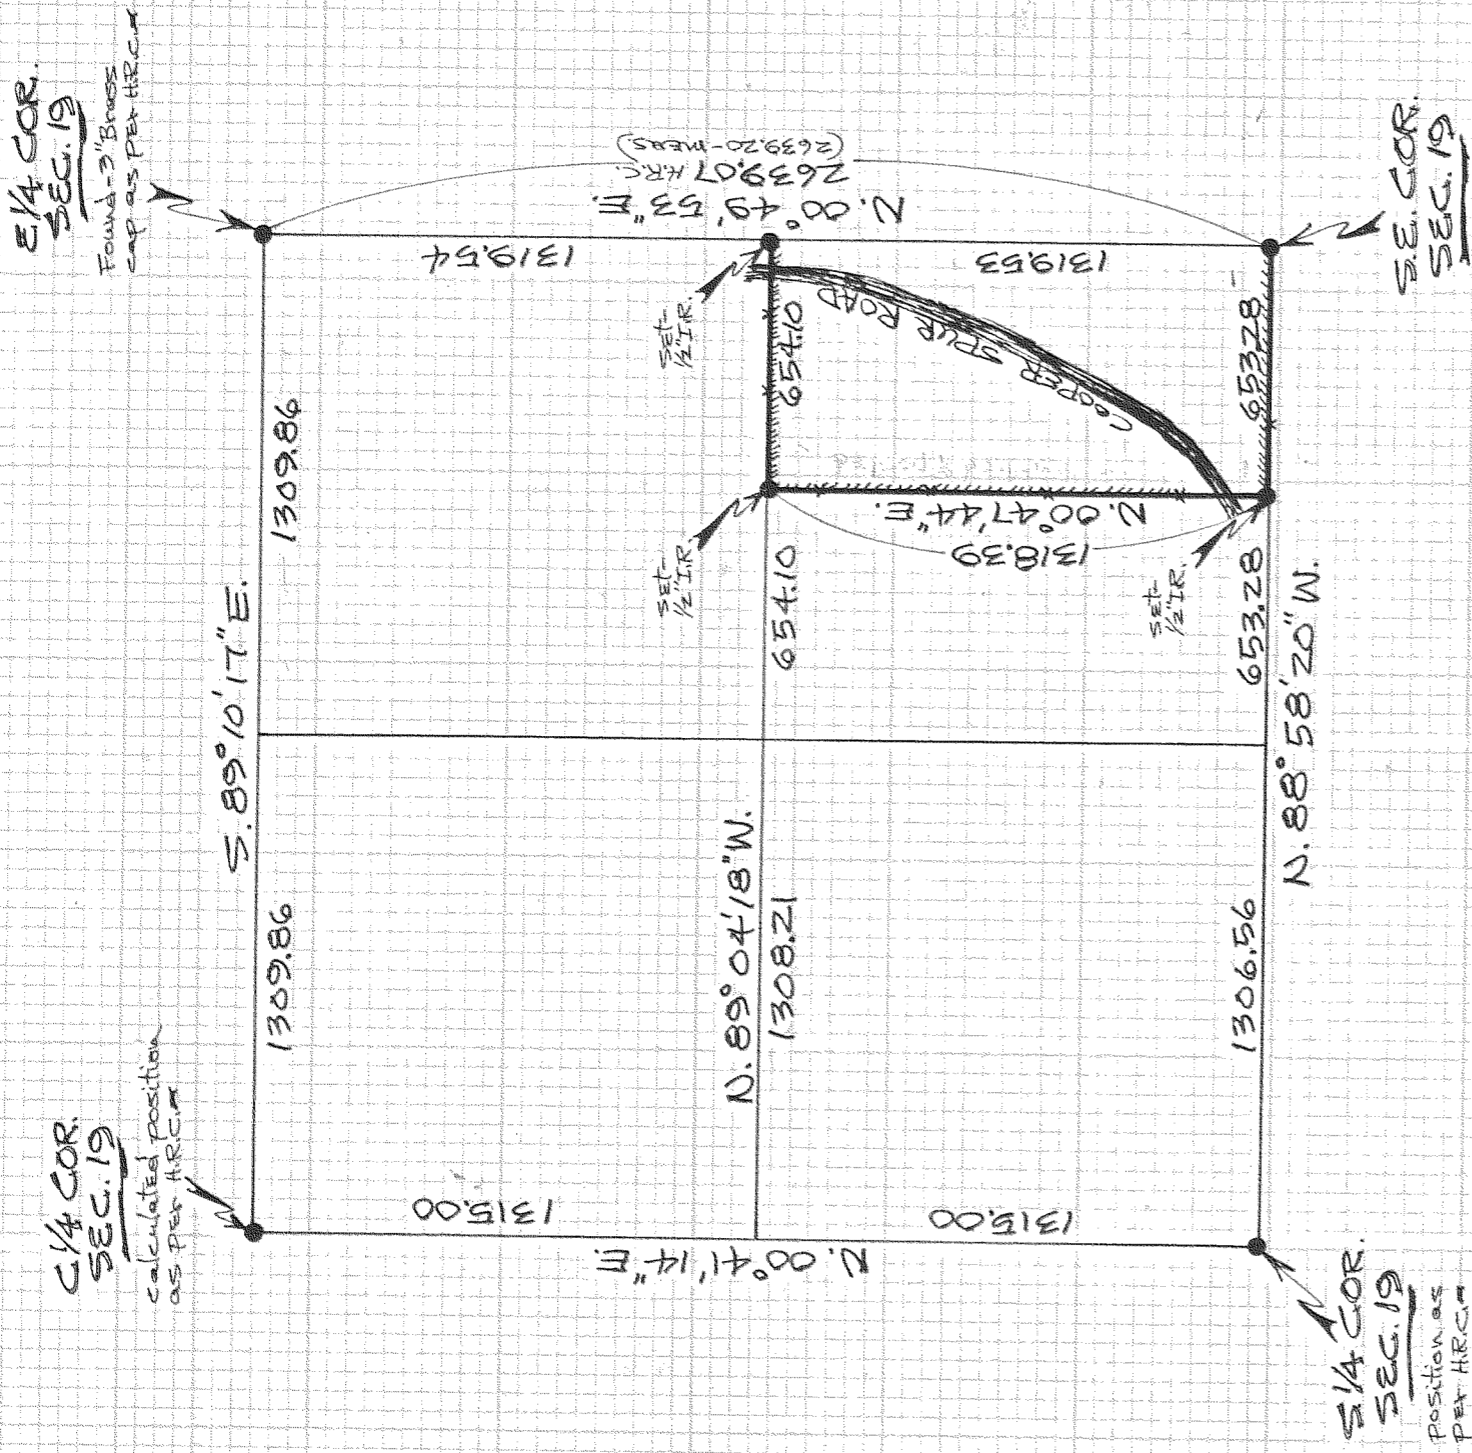 E 1/4 COR.
SEC. 19
Found-3" Brass
cap as per H.R.C.
(2639.20-MEAS.)
2639.07 H.R.C.
N. 00° 49' 53" E.
1319.54
1319.53
S.E. COR.
SEC. 19
SET-
1/2" I.R.
654.10
COOPER SPUR ROAD
653.28
1309.86
S. 89° 10' 17" E.
SET-
1/2" I.R.
N. 00° 47' 44" E.
1318.39
654.10
SET-
1/2" I.R.
653.28
N. 88° 58' 20" W.
1309.86
N. 89° 04' 18" W.
1308.21
1306.56
C 1/4 COR.
SEC. 19
calculated position
as per H.R.C.
1315.00
1315.00
N. 00° 41' 14" E.
S 1/4 COR.
SEC. 19
position as
per H.R.C.